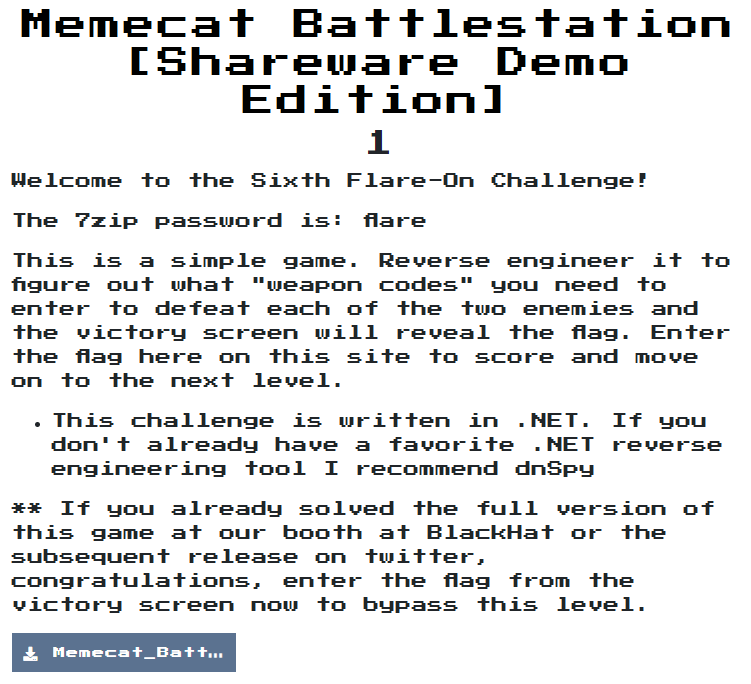 Memecat Battlestation
[Shareware Demo
Edition]
1
Welcome to the Sixth Flare-On Challenge!
The 7zip password is: flare
This is a simple game. Reverse engineer it to
figure out what "weapon codes" you need to
enter to defeat each of the two enemies and
the victory screen will reveal the flag. Enter
the flag here on this site to score and move
on to the next level.
• This challenge is written in .NET. If you
don't already have a favorite .NET reverse
engineering tool I recommend dnSpy
** If you already solved the full version of
this game at our booth at BlackHat or the
subsequent release on twitter,
congratulations, enter the flag from the
victory screen now to bypass this level.
Memecat_Batt…